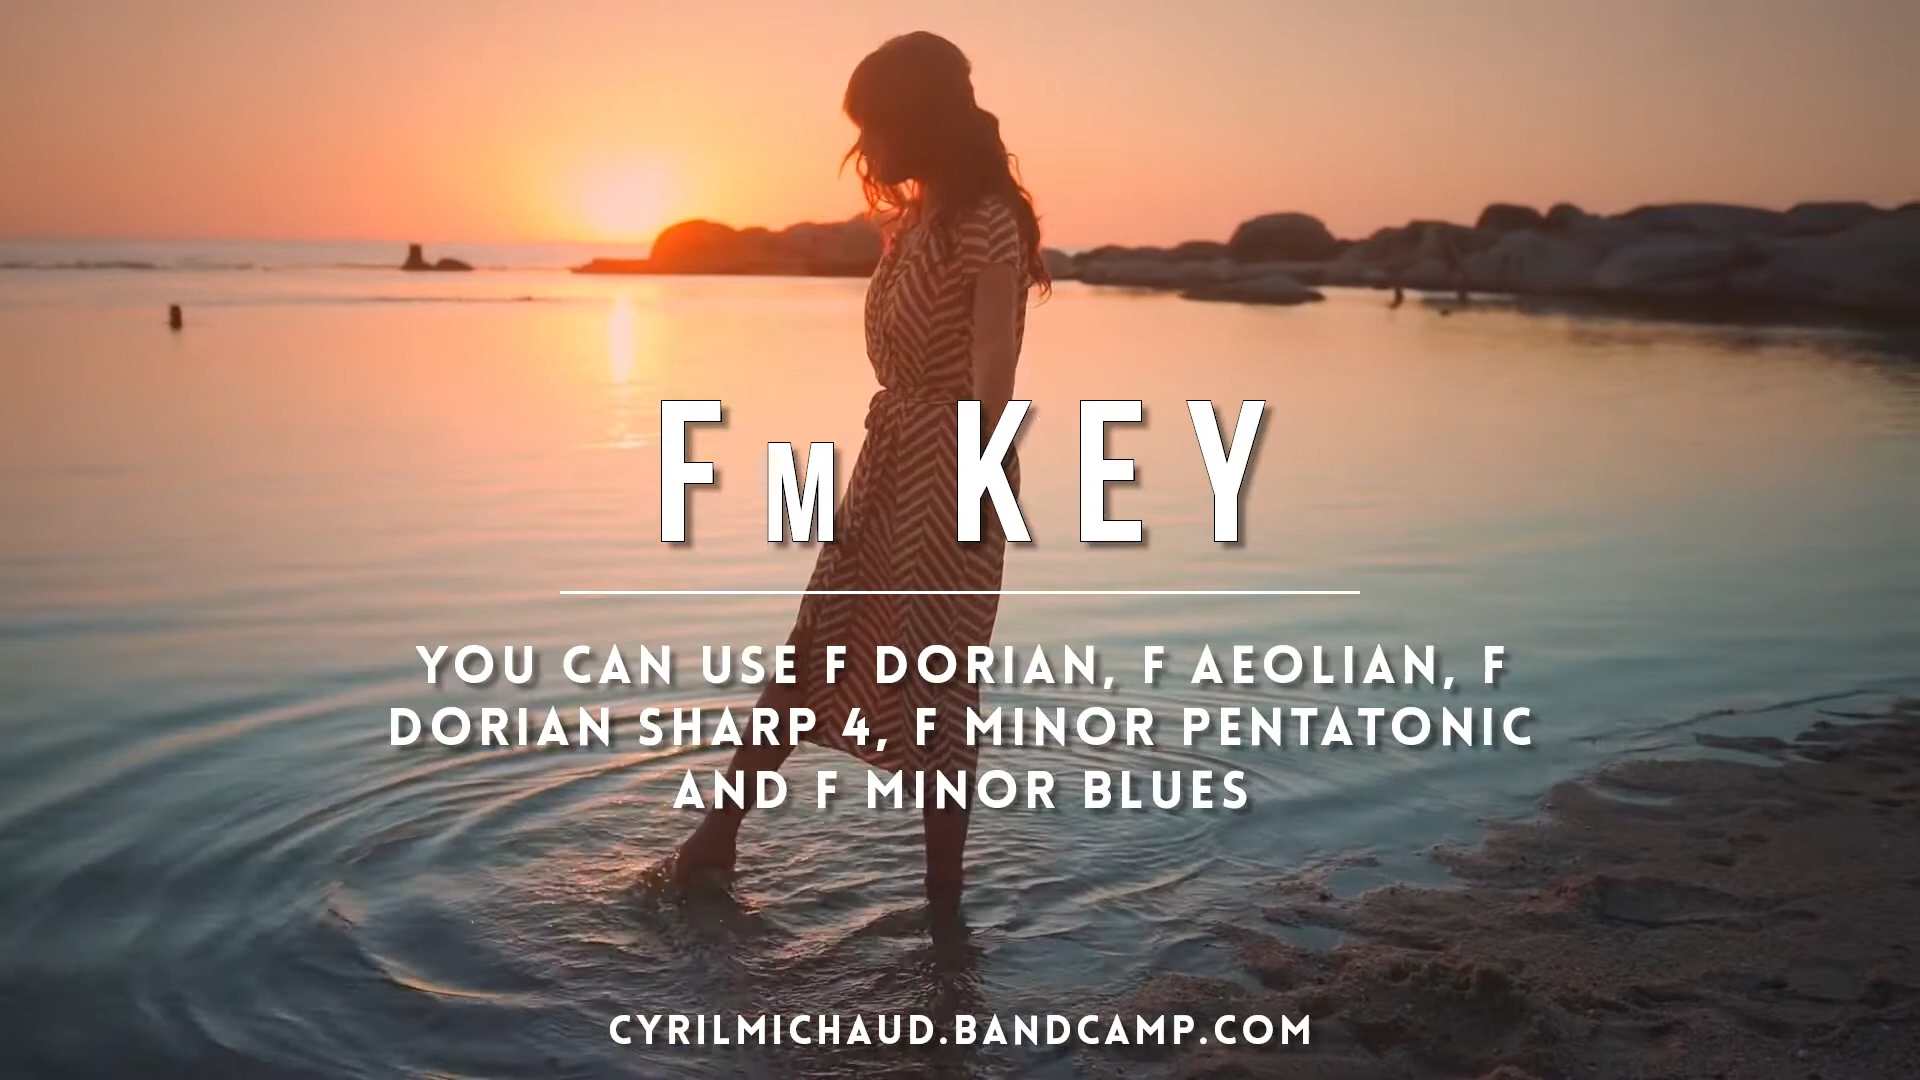 FM KEY
YOU CAN USE F DORIAN, F AEOLIAN, F
DORIAN SHARP 4, F MINOR PENTATONIC
AND F MINOR BLUES
CYRILMICHAUD.BANDCAMP.COM